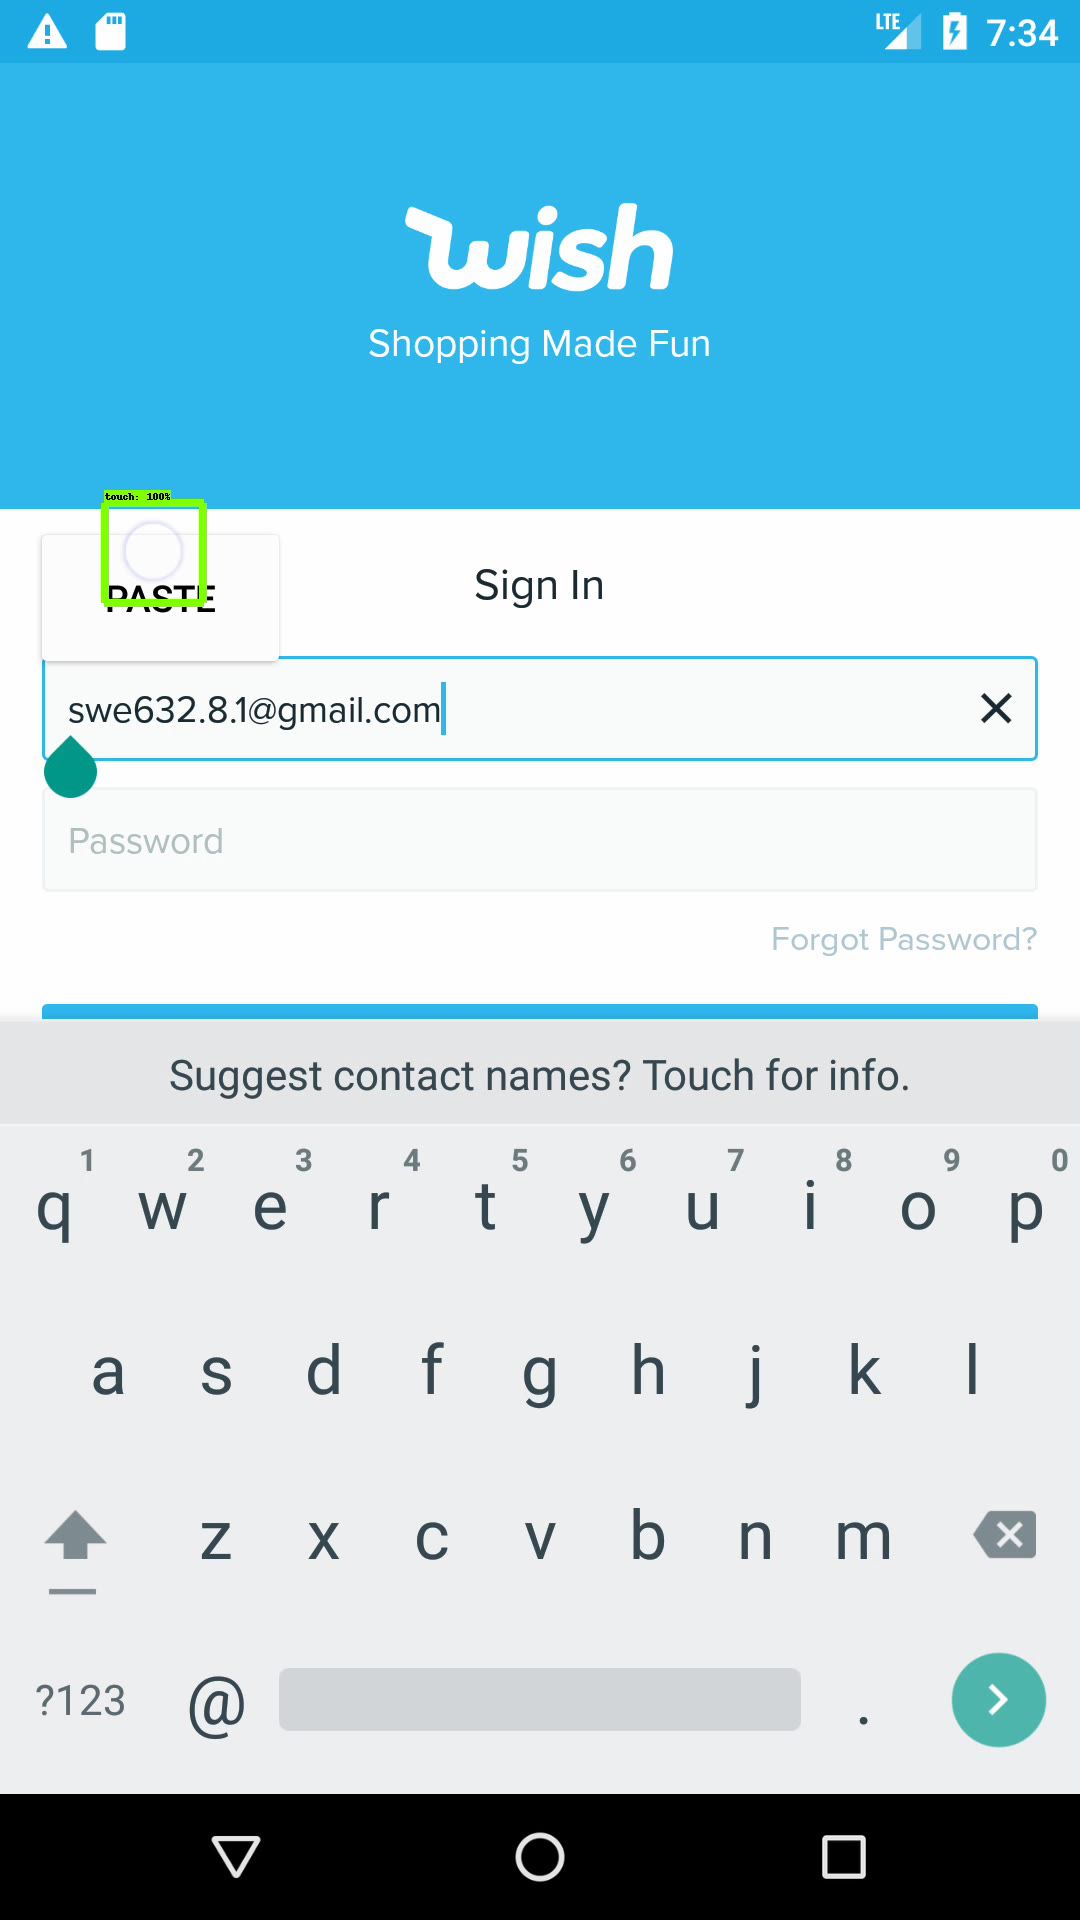 LTE 7:34
wish
Shopping Made Fun
touch: 100%
PASTE
Sign In
swe632.8.1@gmail.com
Password
Forgot Password?
Suggest contact names? Touch for info.
1 2 3 4 5 6 7 8 9 0
q w e r t y u i o p
a s d f g h j k l
z x c v b n m
?123 @ .